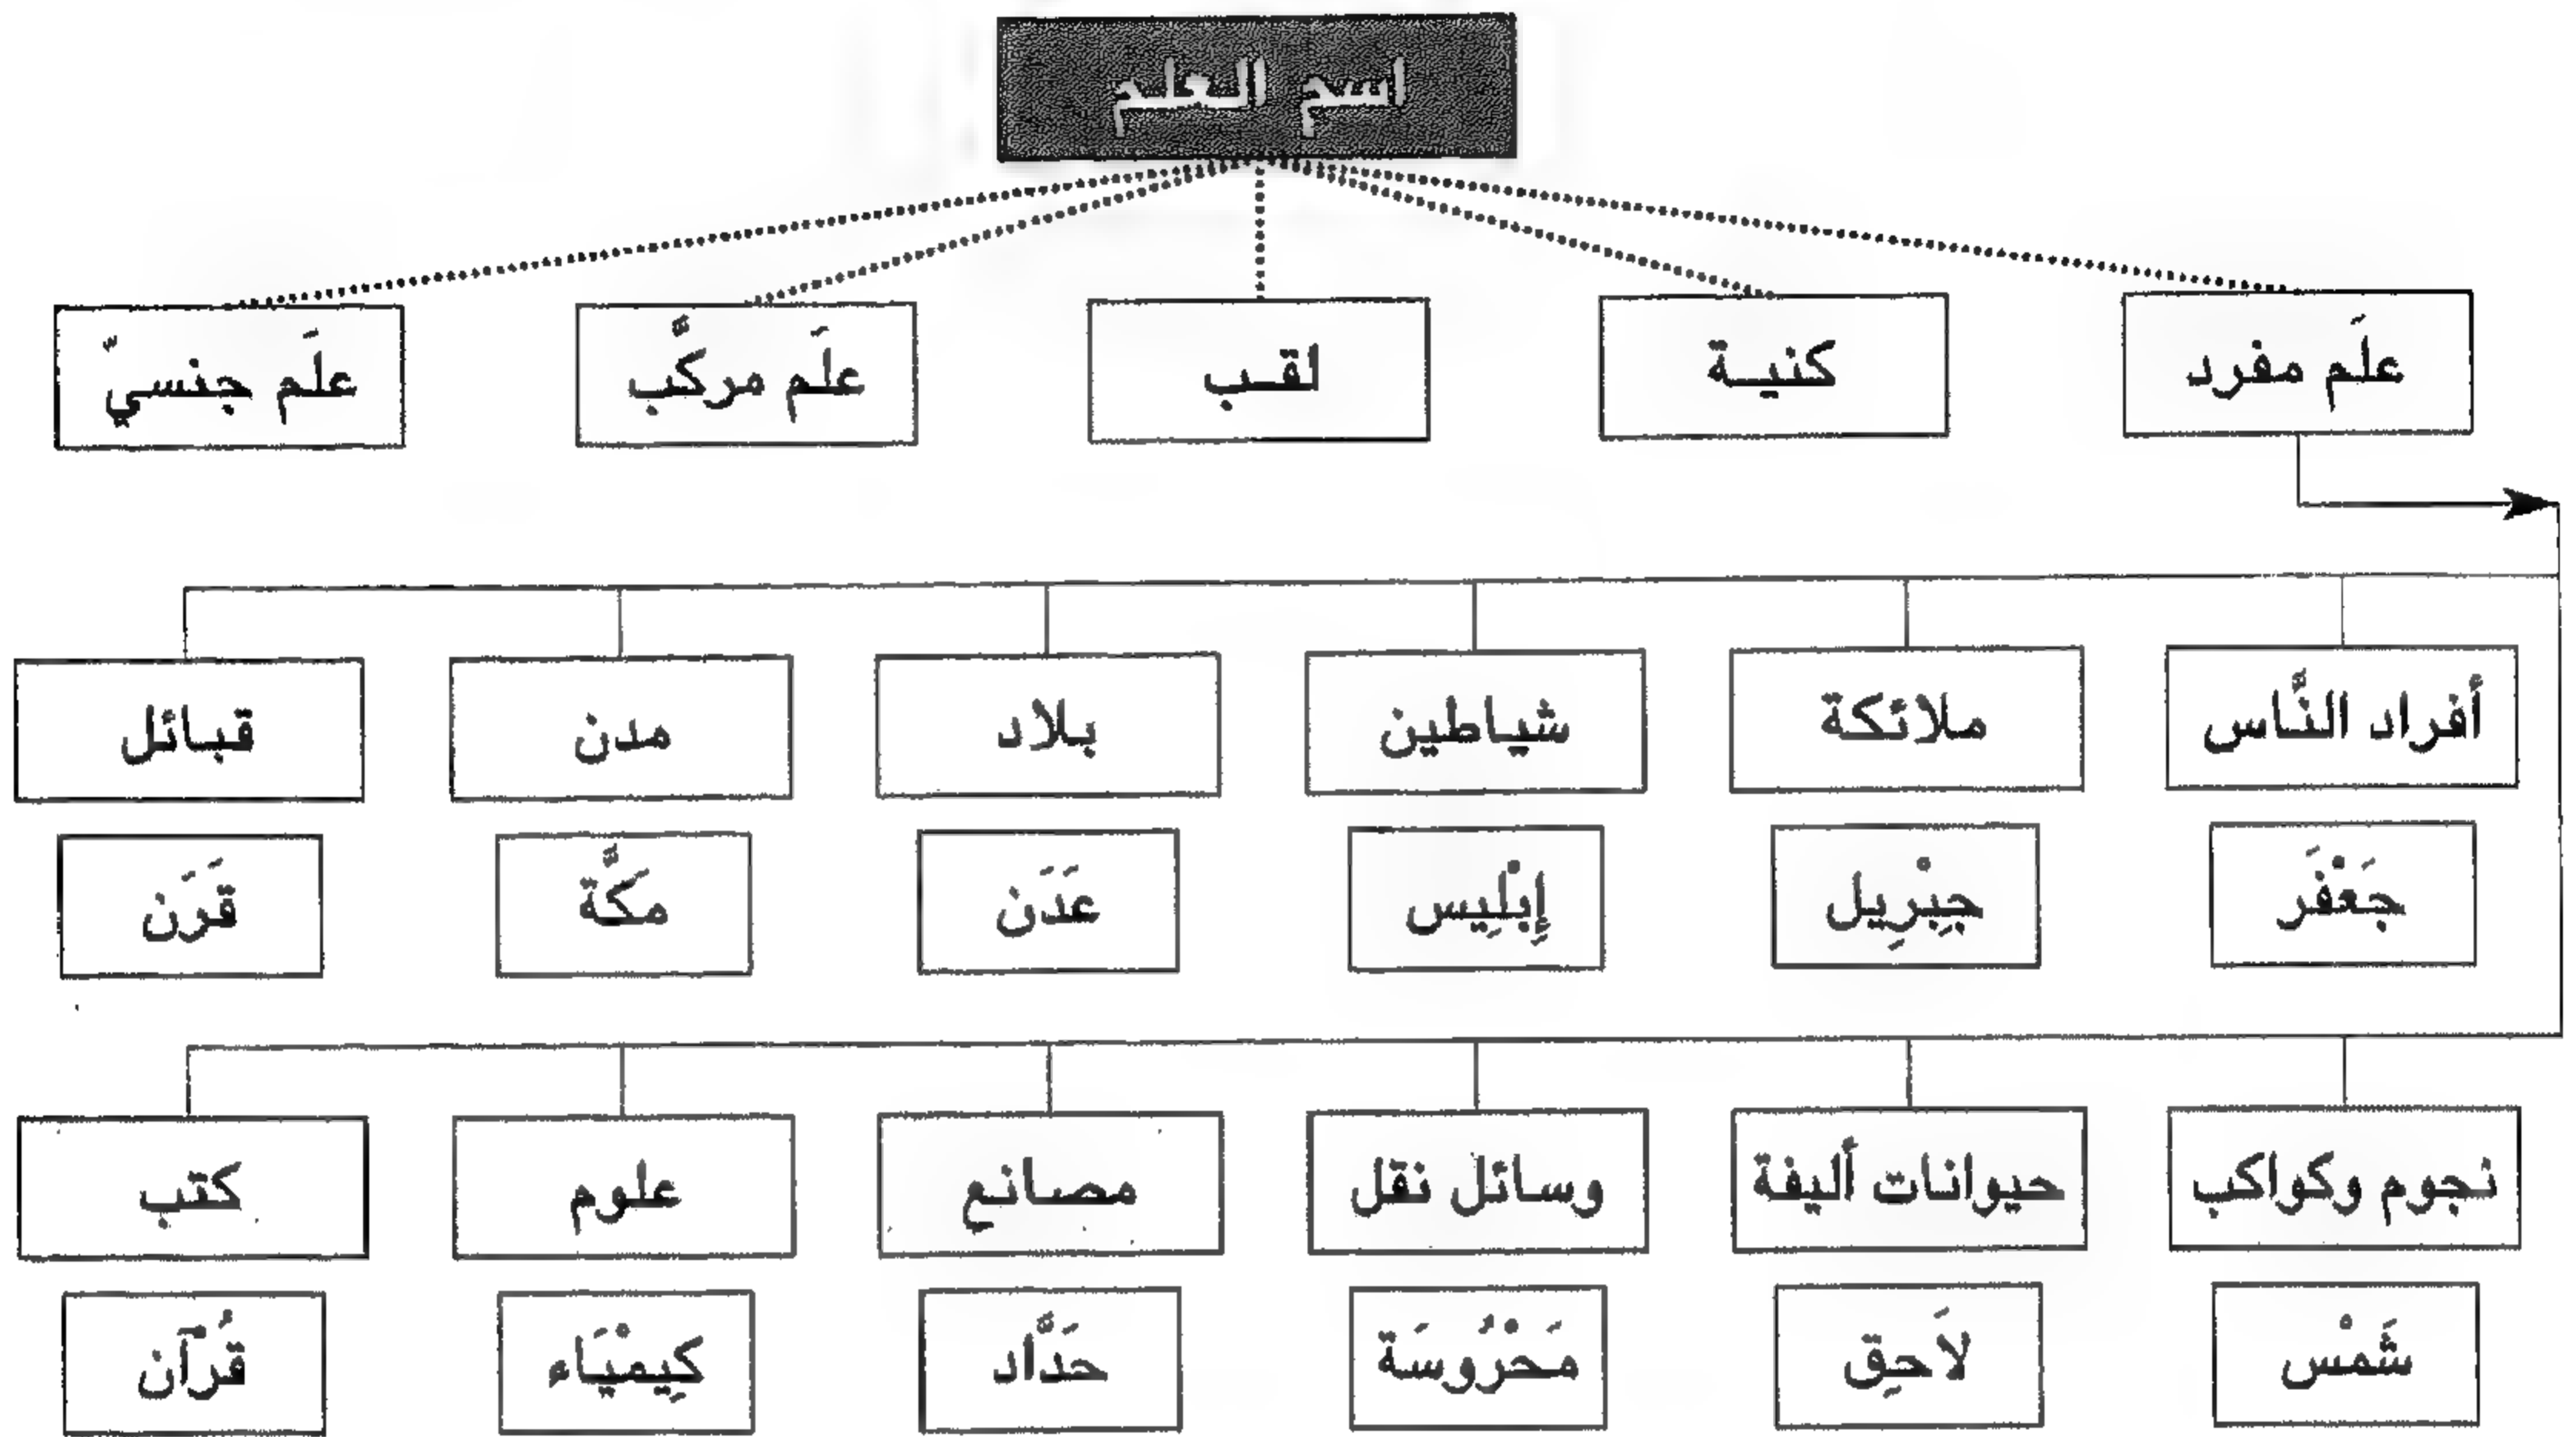 اسم العلم
علَم مفرد
كنيـة
لقـب
علَم مركَّب
علَم جنسيّ
أفراد النَّاس
ملائكة
شياطين
بلاد
مدن
قبائل
جَعْفَر
جِبْرِيل
إِبْلِيس
عَدَن
مَكَّة
قَرَن
نجوم وكواكب
حيوانات أليفة
وسائل نقل
مصانع
علوم
كتب
شَمْس
لاَحِق
مَحْرُوسَة
حَدَّاد
كِيمْيَاء
قُرْآن